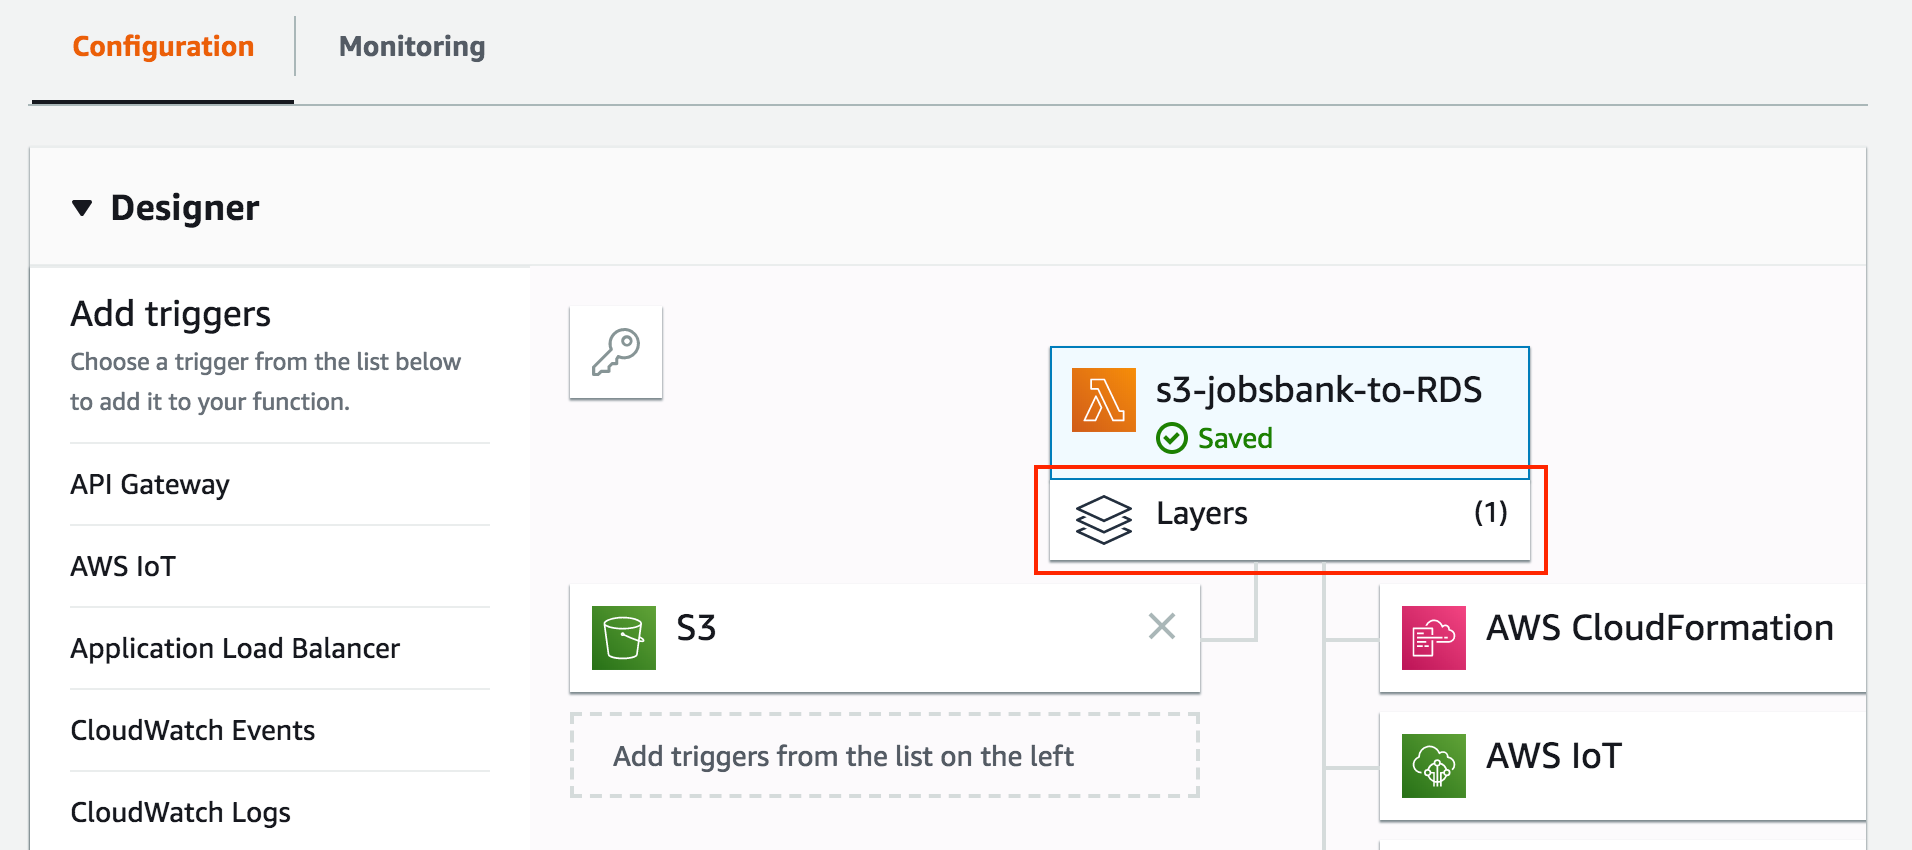 Configuration
Monitoring
Designer
Add triggers
Choose a trigger from the list below
to add it to your function.
API Gateway
AWS IoT
Application Load Balancer
CloudWatch Events
CloudWatch Logs
s3-jobsbank-to-RDS
Saved
Layers (1)
S3
Add triggers from the list on the left
AWS CloudFormation
AWS IoT